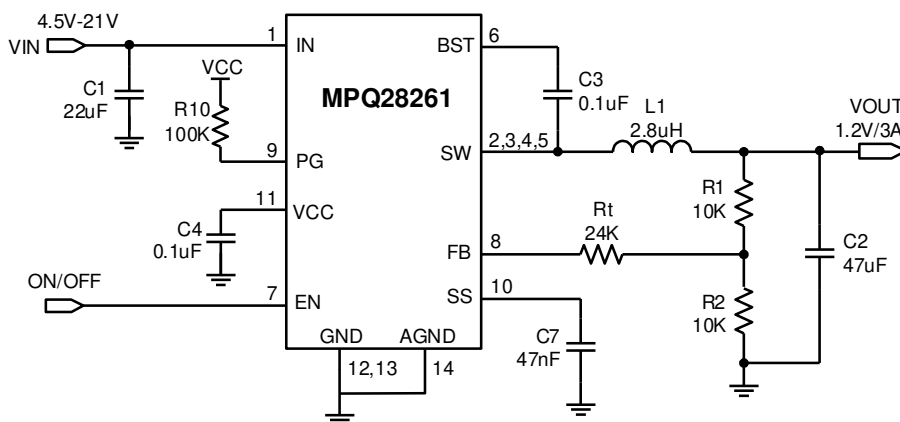 4.5V-21V
VIN
1
IN
C1
22uF
VCC
R10
100K
9
PG
11
VCC
C4
0.1uF
ON/OFF
7
EN
MPQ28261
BST
6
C3
0.1uF
L1
2.8uH
SW
2,3,4,5
VOUT
1.2V/3A
R1
10K
Rt
24K
FB
8
C2
47uF
R2
10K
SS
10
C7
47nF
GND
AGND
12,13
14